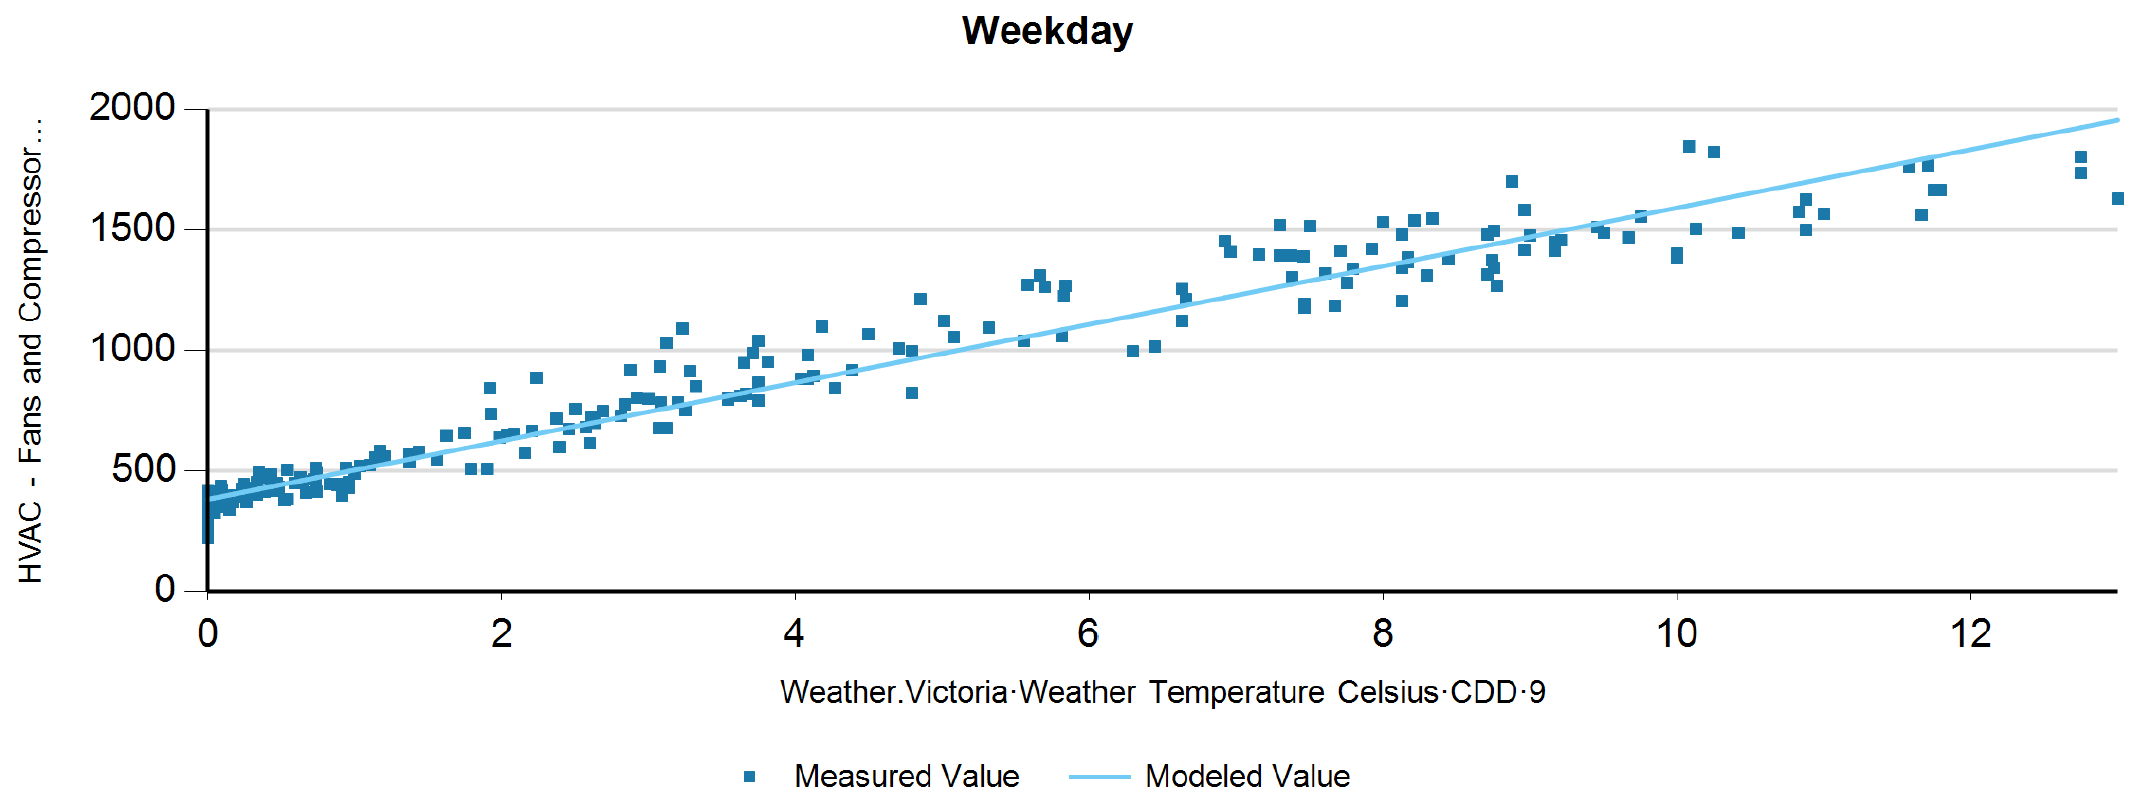 Weekday
HVAC - Fans and Compressor...
2000
1500
1000
500
0
0 2 4 6 8 10 12
Weather.Victoria·Weather Temperature Celsius·CDD·9
Measured Value Modeled Value